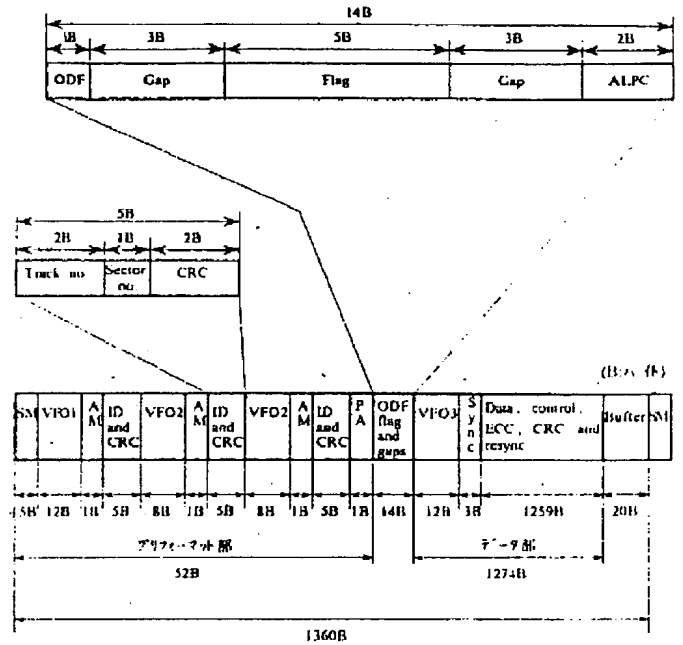 14B
1B 3B 5B 3B 2B
ODF Gap Flag Gap ALPC
5B
2B 1B 2B
Track no Sector no. CRC
(B:バイト)
SM VFO1 AM ID and CRC VFO2 AM ID and CRC VFO2 AM ID and CRC PA ODF flag and gaps VFO3 Sync Data, control, ECC, CRC and resync Buffer SM
5B 12B 1B 5B 8B 1B 5B 8B 1B 5B 1B 14B 12B 3B 1259B 20B
プリフォーマット部 データ部
52B 1274B
1360B